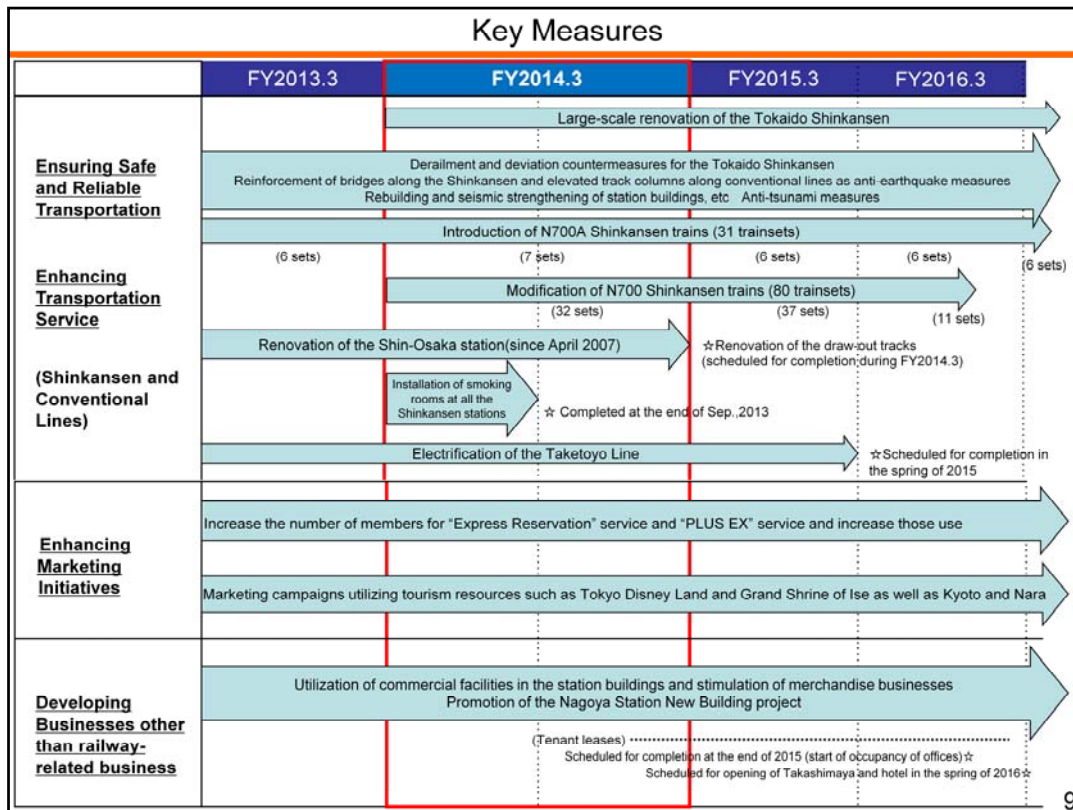 Key Measures
FY2013.3
FY2014.3
FY2015.3
FY2016.3
Ensuring Safe
and Reliable
Transportation
Large-scale renovation of the Tokaido Shinkansen
Derailment and deviation countermeasures for the Tokaido Shinkansen
Reinforcement of bridges along the Shinkansen and elevated track columns along conventional lines as anti-earthquake measures
Rebuilding and seismic strengthening of station buildings, etc Anti-tsunami measures
Introduction of N700A Shinkansen trains (31 trainsets)
(6 sets)
(7 sets)
(6 sets)
(6 sets)
(6 sets)
Enhancing
Transportation
Service
(Shinkansen and
Conventional
Lines)
Modification of N700 Shinkansen trains (80 trainsets)
(32 sets)
(37 sets)
(11 sets)
Renovation of the Shin-Osaka station(since April 2007)
☆Renovation of the draw-out tracks
(scheduled for completion during FY2014.3)
Installation of smoking
rooms at all the
Shinkansen stations
☆ Completed at the end of Sep.,2013
Electrification of the Taketoyo Line
☆Scheduled for completion in
the spring of 2015
Enhancing
Marketing
Initiatives
Increase the number of members for “Express Reservation” service and “PLUS EX” service and increase those use
Marketing campaigns utilizing tourism resources such as Tokyo Disney Land and Grand Shrine of Ise as well as Kyoto and Nara
Developing
Businesses other
than railway-
related business
Utilization of commercial facilities in the station buildings and stimulation of merchandise businesses
Promotion of the Nagoya Station New Building project
(Tenant leases)
Scheduled for completion at the end of 2015 (start of occupancy of offices)☆
Scheduled for opening of Takashimaya and hotel in the spring of 2016☆
9